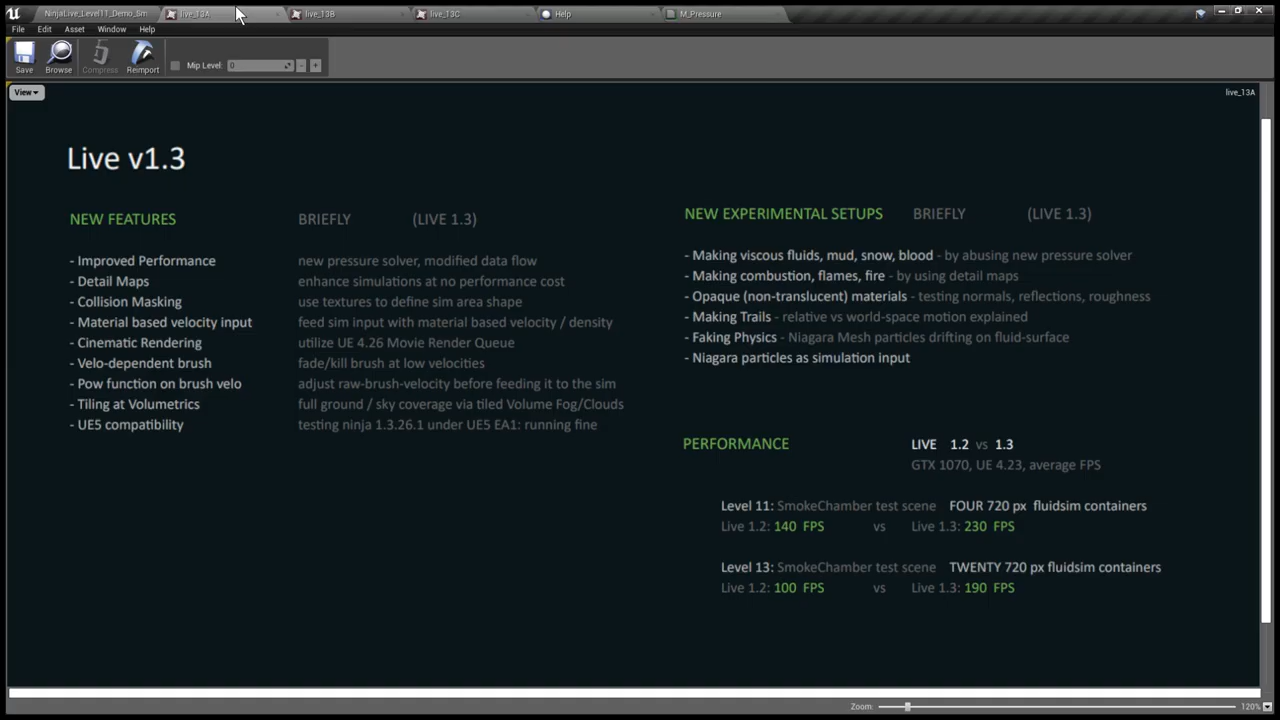 NinjaLive_Level11_Demo_Sm
live_13A
live_13B
live_13C
Help
M_Pressure
File Edit Asset Window Help
Save Browse Compress Reimport Mip Level: 0 - +
View
live_13A
Live v1.3
NEW FEATURES BRIEFLY (LIVE 1.3)
- Improved Performance new pressure solver, modified data flow
- Detail Maps enhance simulations at no performance cost
- Collision Masking use textures to define sim area shape
- Material based velocity input feed sim input with material based velocity / density
- Cinematic Rendering utilize UE 4.26 Movie Render Queue
- Velo-dependent brush fade/kill brush at low velocities
- Pow function on brush velo adjust raw-brush-velocity before feeding it to the sim
- Tiling at Volumetrics full ground / sky coverage via tiled Volume Fog/Clouds
- UE5 compatibility testing ninja 1.3.26.1 under UE5 EA1: running fine
NEW EXPERIMENTAL SETUPS BRIEFLY (LIVE 1.3)
- Making viscous fluids, mud, snow, blood - by abusing new pressure solver
- Making combustion, flames, fire - by using detail maps
- Opaque (non-translucent) materials - testing normals, reflections, roughness
- Making Trails - relative vs world-space motion explained
- Faking Physics - Niagara Mesh particles drifting on fluid-surface
- Niagara particles as simulation input
PERFORMANCE LIVE 1.2 vs 1.3
GTX 1070, UE 4.23, average FPS
Level 11: SmokeChamber test scene FOUR 720 px fluidsim containers
Live 1.2: 140 FPS vs Live 1.3: 230 FPS
Level 13: SmokeChamber test scene TWENTY 720 px fluidsim containers
Live 1.2: 100 FPS vs Live 1.3: 190 FPS
Zoom: 120%